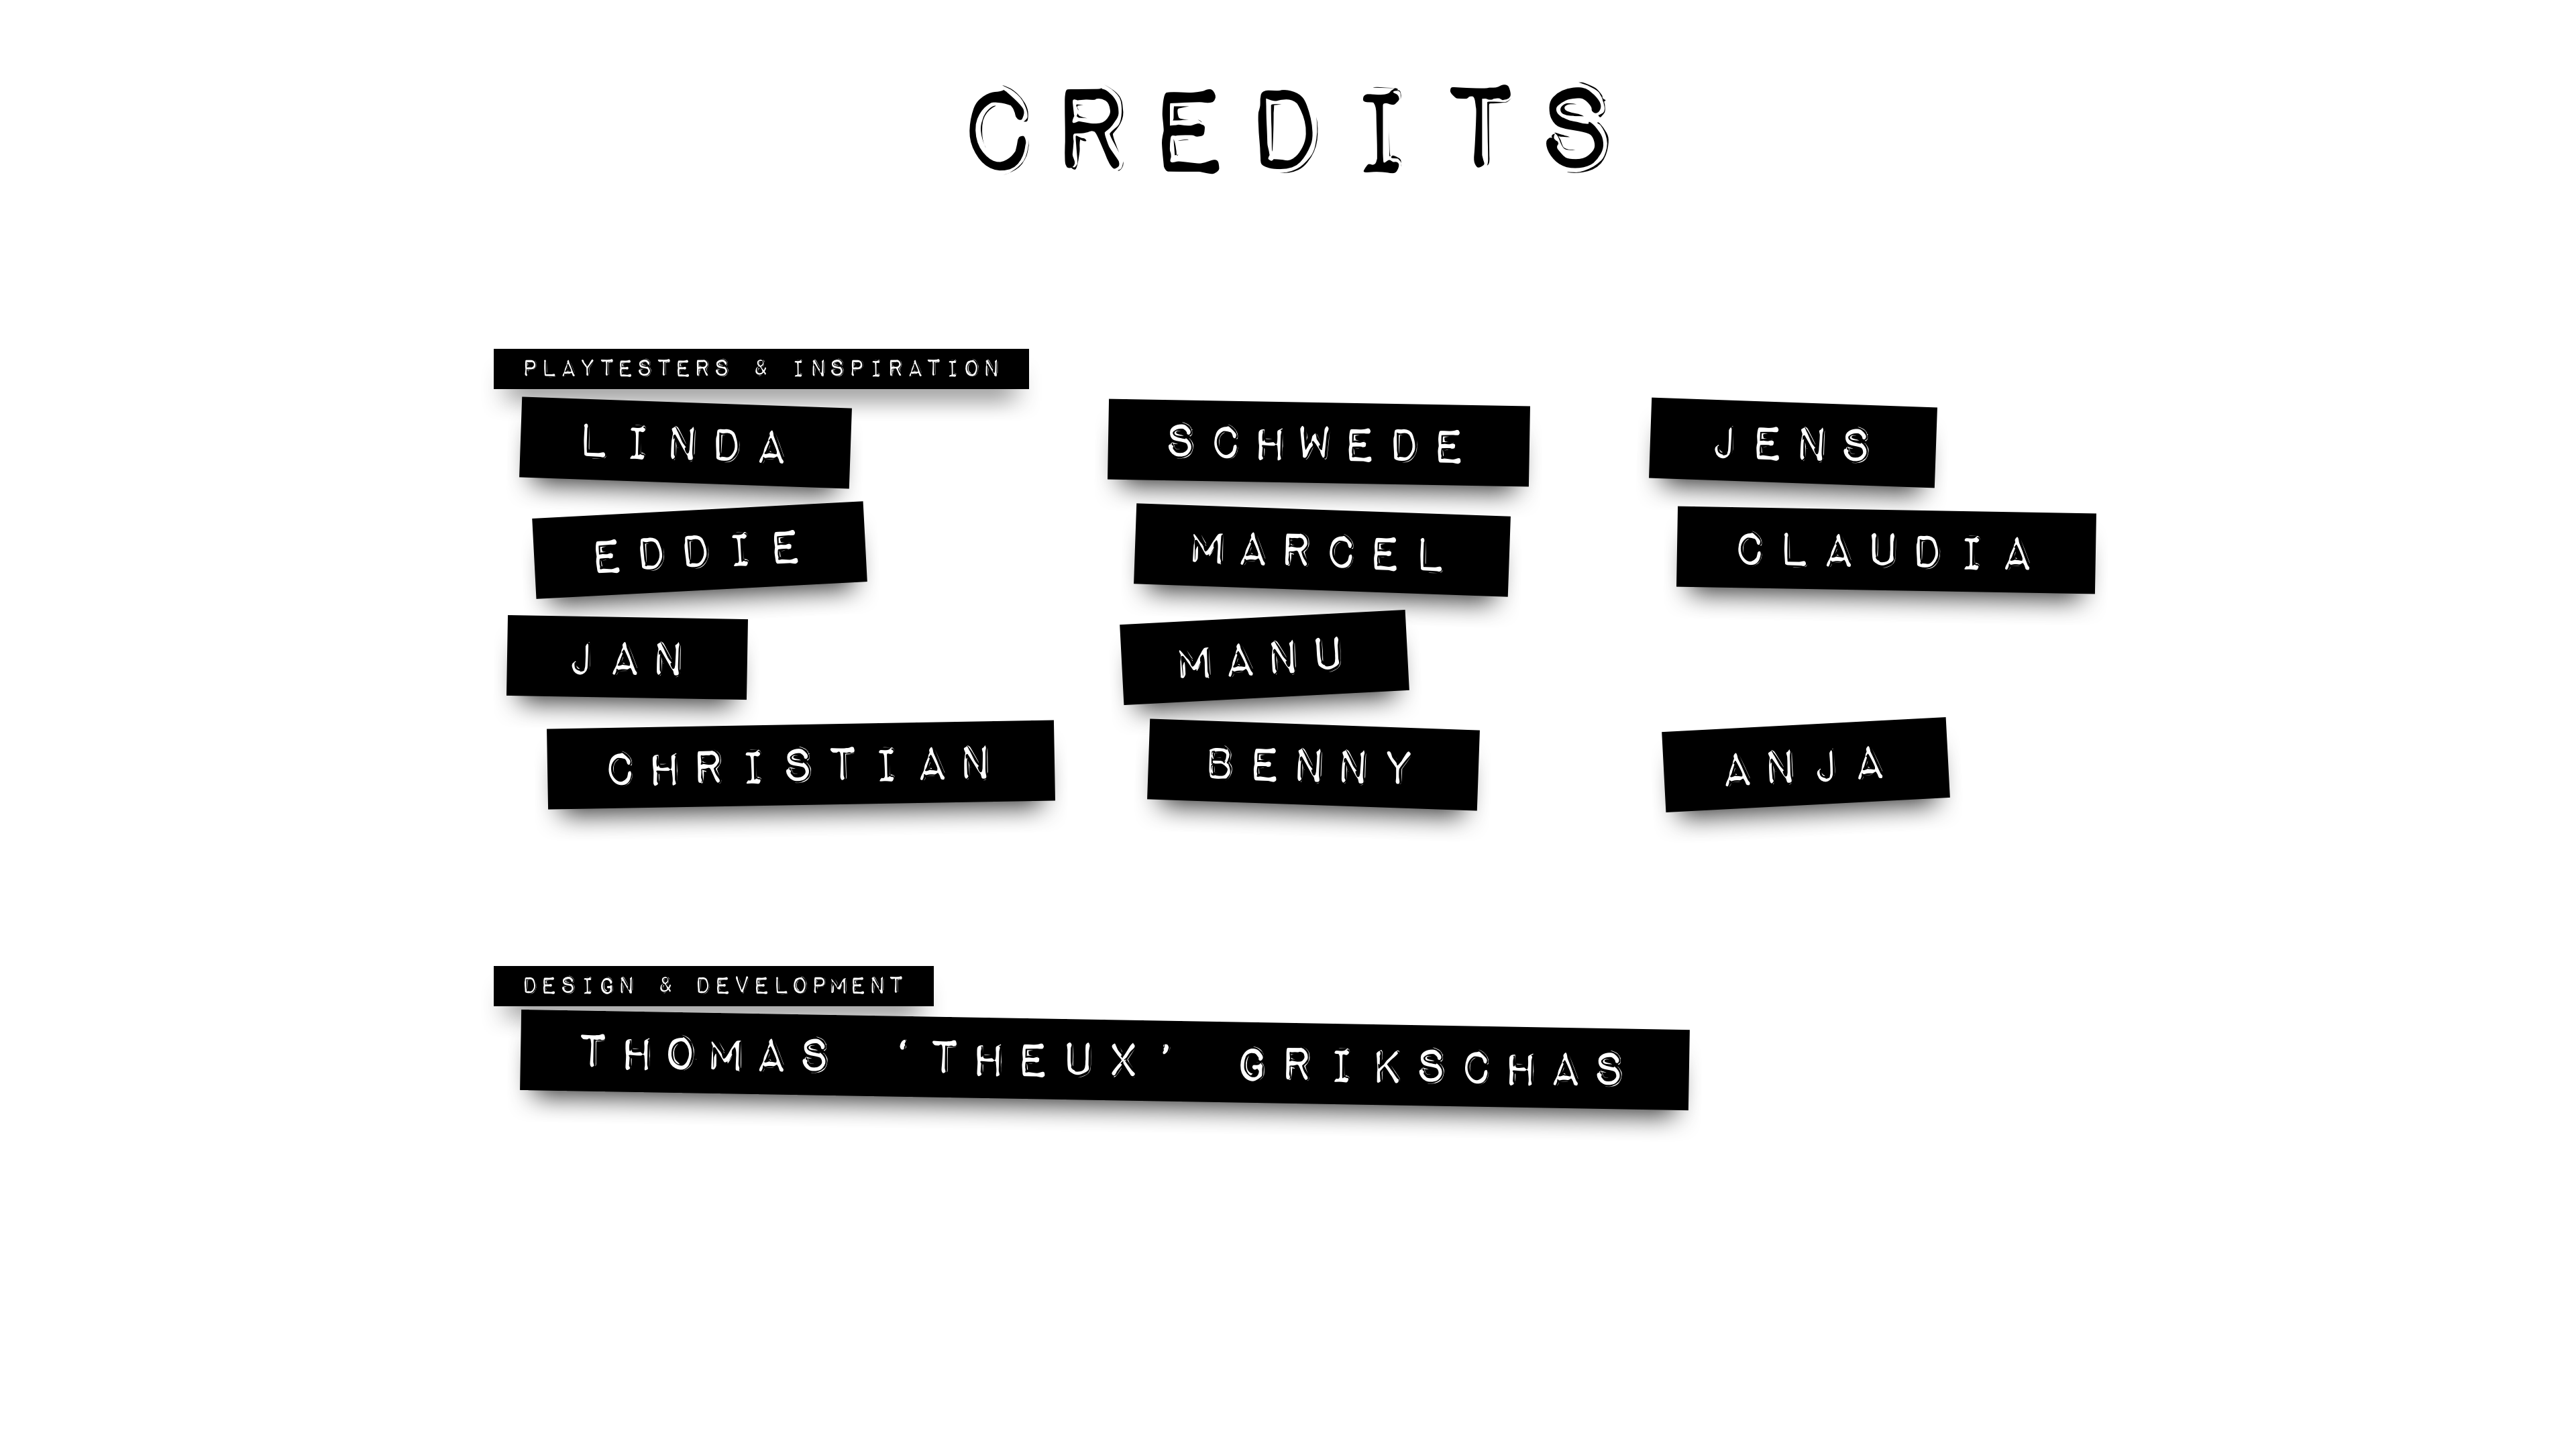 CREDITS
PLAYTESTERS & INSPIRATION
LINDA
SCHWEDE
JENS
EDDIE
MARCEL
CLAUDIA
JAN
MANU
CHRISTIAN
BENNY
ANJA
DESIGN & DEVELOPMENT
THOMAS ‘THEUX’ GRIKSCHAS